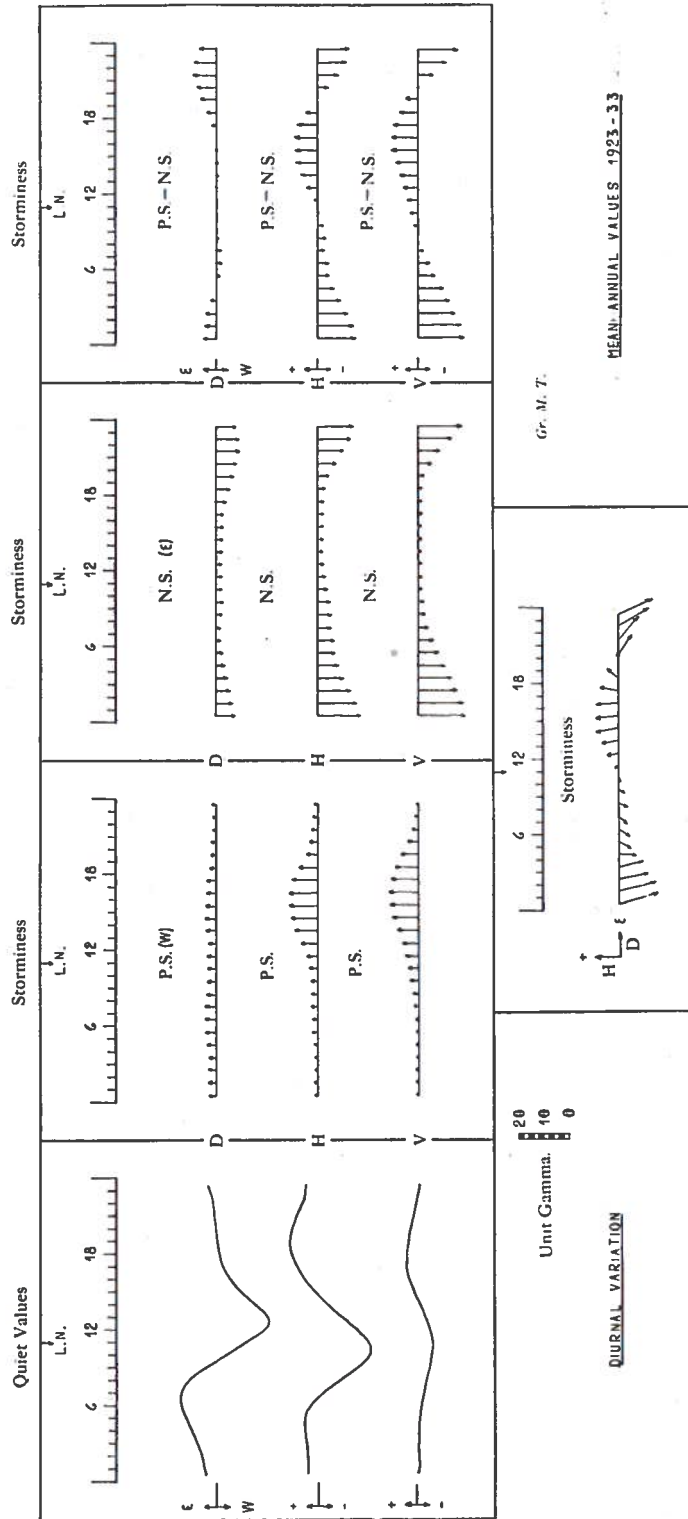 Quiet Values
L.N.
6 12 18
E
W
D
+
-
H
+
-
V
Storminess
L.N.
6 12 18
P.S.(W)
P.S.
P.S.
D
H
V
Storminess
L.N.
6 12 18
N.S. (E)
N.S.
N.S.
E
D
W
+
H
-
+
V
-
Storminess
L.N.
6 12 18
P.S.-N.S.
P.S.-N.S.
P.S.-N.S.
DIURNAL VARIATION
Unit Gamma.
20
10
0
6 12 18
Storminess
+
H
D
E
Gr. M. T.
MEAN ANNUAL VALUES 1923-33